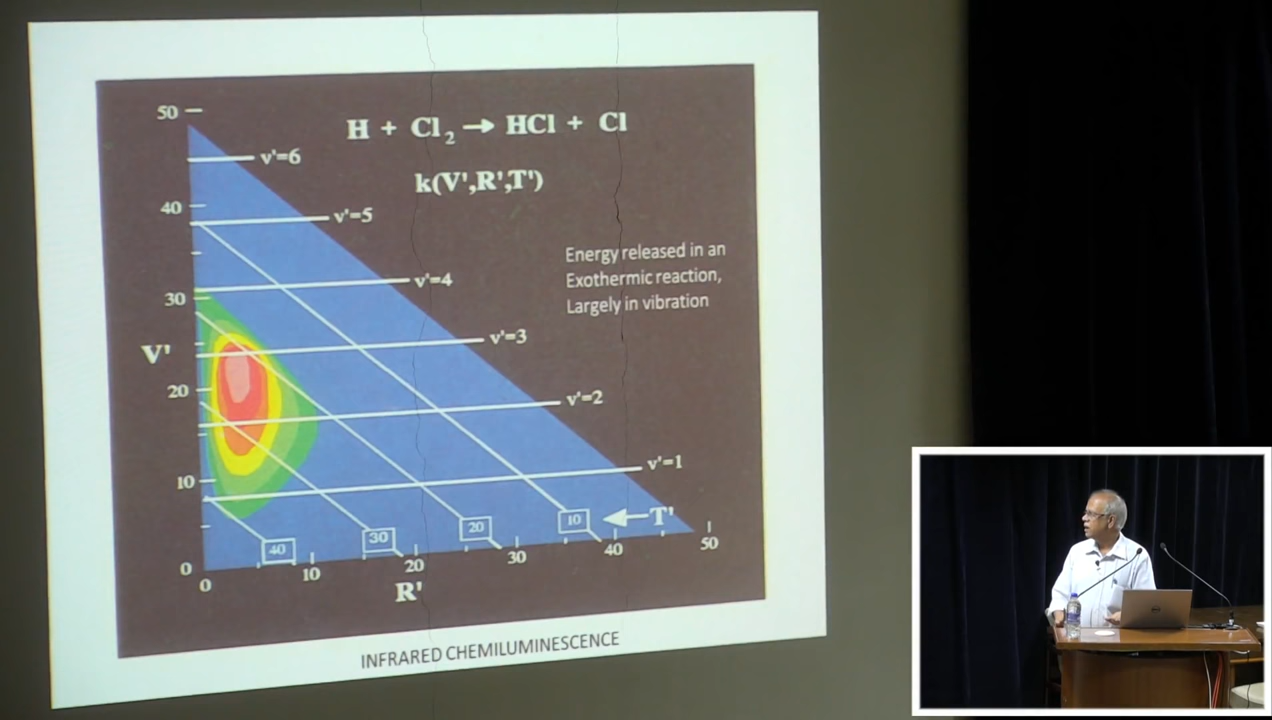 50
H + Cl₂ → HCl + Cl
v'=6
k(V',R',T')
40
v'=5
Energy released in an
Exothermic reaction,
Largely in vibration
v'=4
30
v'=3
V'
20
v'=2
v'=1
10
40
30
20
10
T'
0
0
10
20
30
40
50
R'
INFRARED CHEMILUMINESCENCE